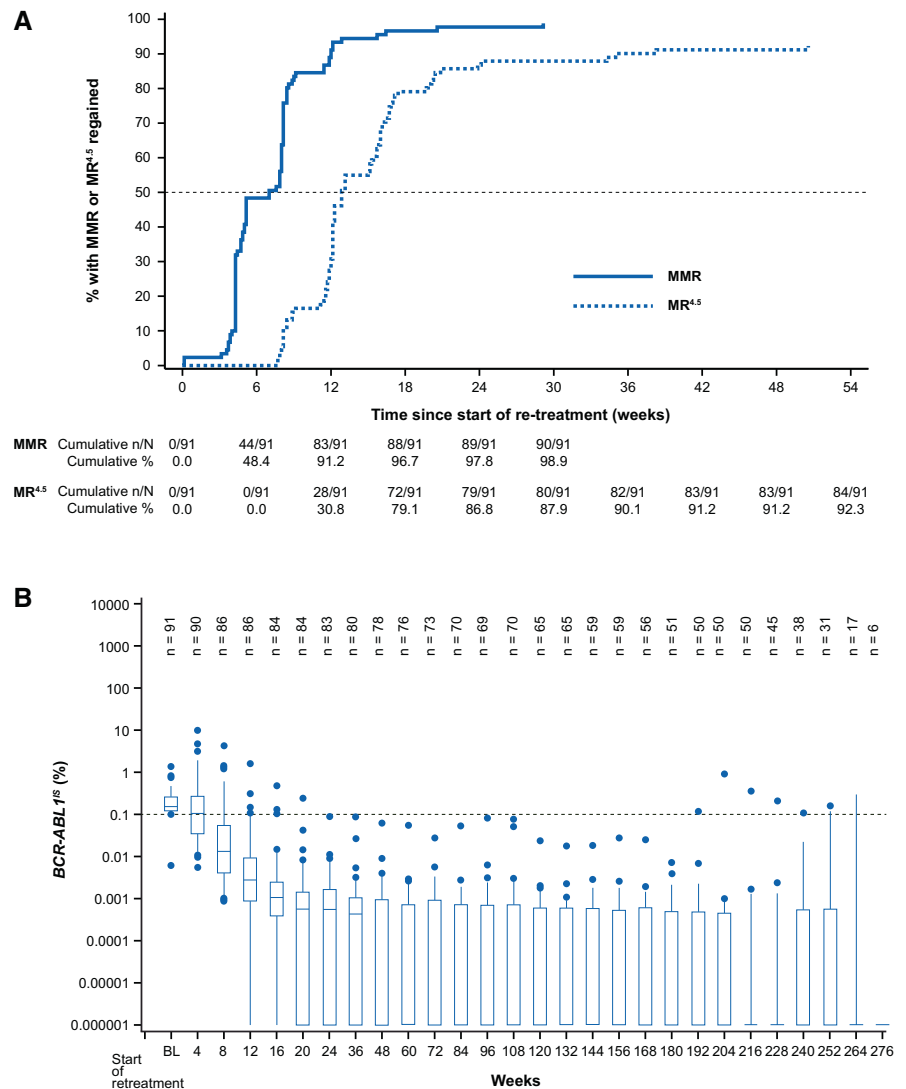 A
100
90
80
70
60
50
40
30
20
10
0
% with MMR or MR4.5 regained
MMR
MR4.5
0 6 12 18 24 30 36 42 48 54
Time since start of re-treatment (weeks)
MMR Cumulative n/N 0/91 44/91 83/91 88/91 89/91 90/91
Cumulative % 0.0 48.4 91.2 96.7 97.8 98.9
MR4.5 Cumulative n/N 0/91 0/91 28/91 72/91 79/91 80/91 82/91 83/91 83/91 84/91
Cumulative % 0.0 0.0 30.8 79.1 86.8 87.9 90.1 91.2 91.2 92.3
B
10000
1000
100
10
1
0.1
0.01
0.001
0.0001
0.00001
0.000001
BCR-ABL1IS (%)
n = 91
n = 90
n = 86
n = 86
n = 84
n = 84
n = 83
n = 80
n = 78
n = 76
n = 73
n = 70
n = 69
n = 70
n = 65
n = 65
n = 59
n = 59
n = 56
n = 51
n = 50
n = 50
n = 50
n = 45
n = 38
n = 31
n = 17
n = 6
BL 4 8 12 16 20 24 36 48 60 72 84 96 108 120 132 144 156 168 180 192 204 216 228 240 252 264 276
Start
of
retreatment
Weeks